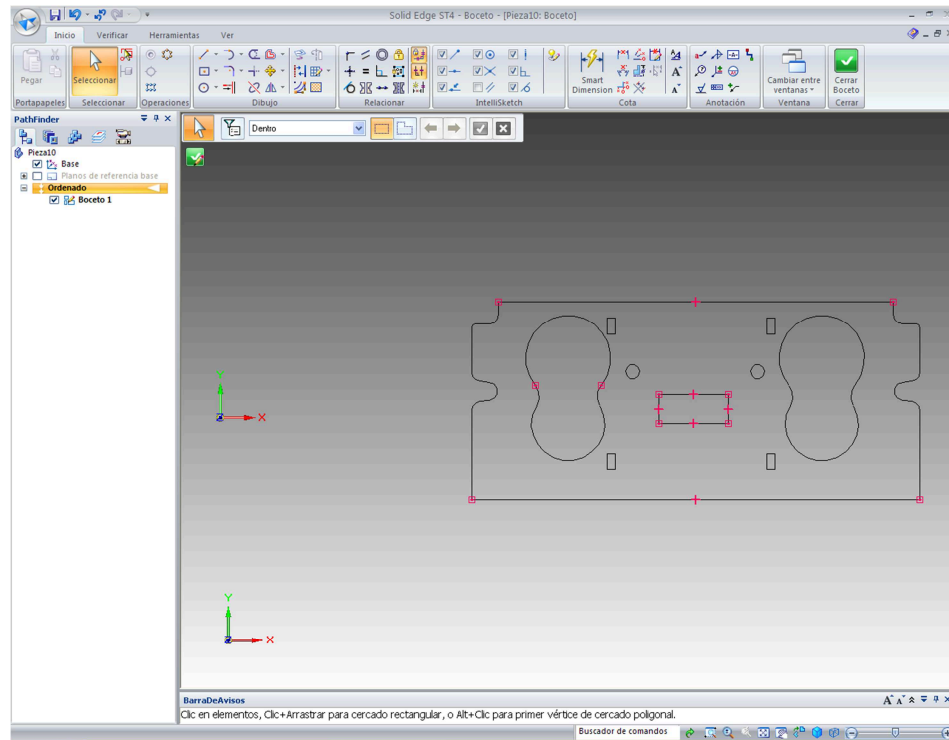 Solid Edge ST4 - Boceto - [Pieza10: Boceto]
Inicio Verificar Herramientas Ver
Pegar
Seleccionar
Smart Dimension
Cambiar entre ventanas
Cerrar Boceto
Portapapeles Seleccionar Operaciones Dibujo Relacionar IntelliSketch Cota Anotación Ventana Cerrar
PathFinder
Dentro
Pieza10
Base
Planos de referencia base
Ordenado
Boceto 1
Y
X
Y
X
BarraDeAvisos
Clic en elementos, Clic+Arrastrar para cercado rectangular, o Alt+Clic para primer vértice de cercado poligonal.
Buscador de comandos